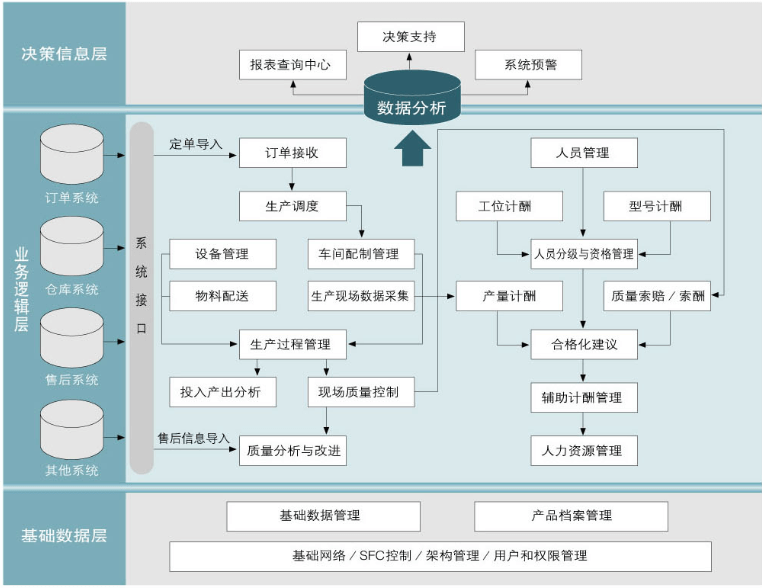 决策信息层
决策支持
报表查询中心
系统预警
数据分析
业务逻辑层
订单系统
仓库系统
售后系统
其他系统
系统接口
定单导入
订单接收
人员管理
生产调度
工位计酬
型号计酬
设备管理
车间配制管理
人员分级与资格管理
物料配送
生产现场数据采集
产量计酬
质量索赔/索酬
生产过程管理
合格化建议
投入产出分析
现场质量控制
辅助计酬管理
售后信息导入
质量分析与改进
人力资源管理
基础数据层
基础数据管理
产品档案管理
基础网络/SFC控制/架构管理/用户和权限管理